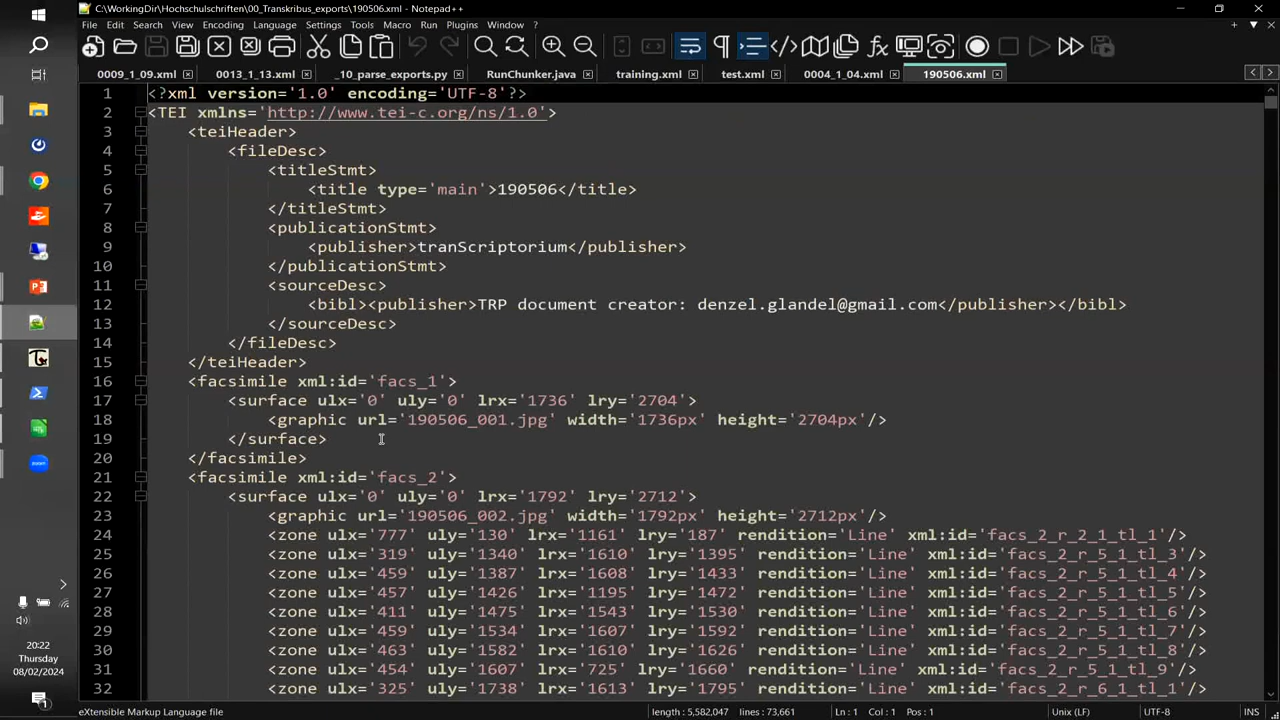 C:\WorkingDir\Hochschulschriften\00_Transkribus_exports\190506.xml - Notepad++
File Edit Search View Encoding Language Settings Tools Macro Run Plugins Window ?
0009_1_09.xml 0013_1_13.xml _10_parse_exports.py RunChunker.java training.xml test.xml 0004_1_04.xml 190506.xml
1 <?xml version='1.0' encoding='UTF-8'?>
2 <TEI xmlns='http://www.tei-c.org/ns/1.0'>
3 <teiHeader>
4 <fileDesc>
5 <titleStmt>
6 <title type='main'>190506</title>
7 </titleStmt>
8 <publicationStmt>
9 <publisher>tranScriptorium</publisher>
10 </publicationStmt>
11 <sourceDesc>
12 <bibl><publisher>TRP document creator: denzel.glandel@gmail.com</publisher></bibl>
13 </sourceDesc>
14 </fileDesc>
15 </teiHeader>
16 <facsimile xml:id='facs_1'>
17 <surface ulx='0' uly='0' lrx='1736' lry='2704'>
18 <graphic url='190506_001.jpg' width='1736px' height='2704px'/>
19 </surface>
20 </facsimile>
21 <facsimile xml:id='facs_2'>
22 <surface ulx='0' uly='0' lrx='1792' lry='2712'>
23 <graphic url='190506_002.jpg' width='1792px' height='2712px'/>
24 <zone ulx='777' uly='130' lrx='1161' lry='187' rendition='Line' xml:id='facs_2_r_2_1_tl_1'/>
25 <zone ulx='319' uly='1340' lrx='1610' lry='1395' rendition='Line' xml:id='facs_2_r_5_1_tl_3'/>
26 <zone ulx='459' uly='1387' lrx='1608' lry='1433' rendition='Line' xml:id='facs_2_r_5_1_tl_4'/>
27 <zone ulx='457' uly='1426' lrx='1195' lry='1472' rendition='Line' xml:id='facs_2_r_5_1_tl_5'/>
28 <zone ulx='411' uly='1475' lrx='1543' lry='1530' rendition='Line' xml:id='facs_2_r_5_1_tl_6'/>
29 <zone ulx='459' uly='1534' lrx='1607' lry='1592' rendition='Line' xml:id='facs_2_r_5_1_tl_7'/>
30 <zone ulx='463' uly='1582' lrx='1610' lry='1626' rendition='Line' xml:id='facs_2_r_5_1_tl_8'/>
31 <zone ulx='454' uly='1607' lrx='725' lry='1660' rendition='Line' xml:id='facs_2_r_5_1_tl_9'/>
32 <zone ulx='325' uly='1738' lrx='1613' lry='1795' rendition='Line' xml:id='facs_2_r_6_1_tl_1'/>
20:22
Thursday
08/02/2024
eXtensible Markup Language file length : 5,582,047 lines : 73,661 Ln : 1 Col : 1 Pos : 1 Unix (LF) UTF-8 INS